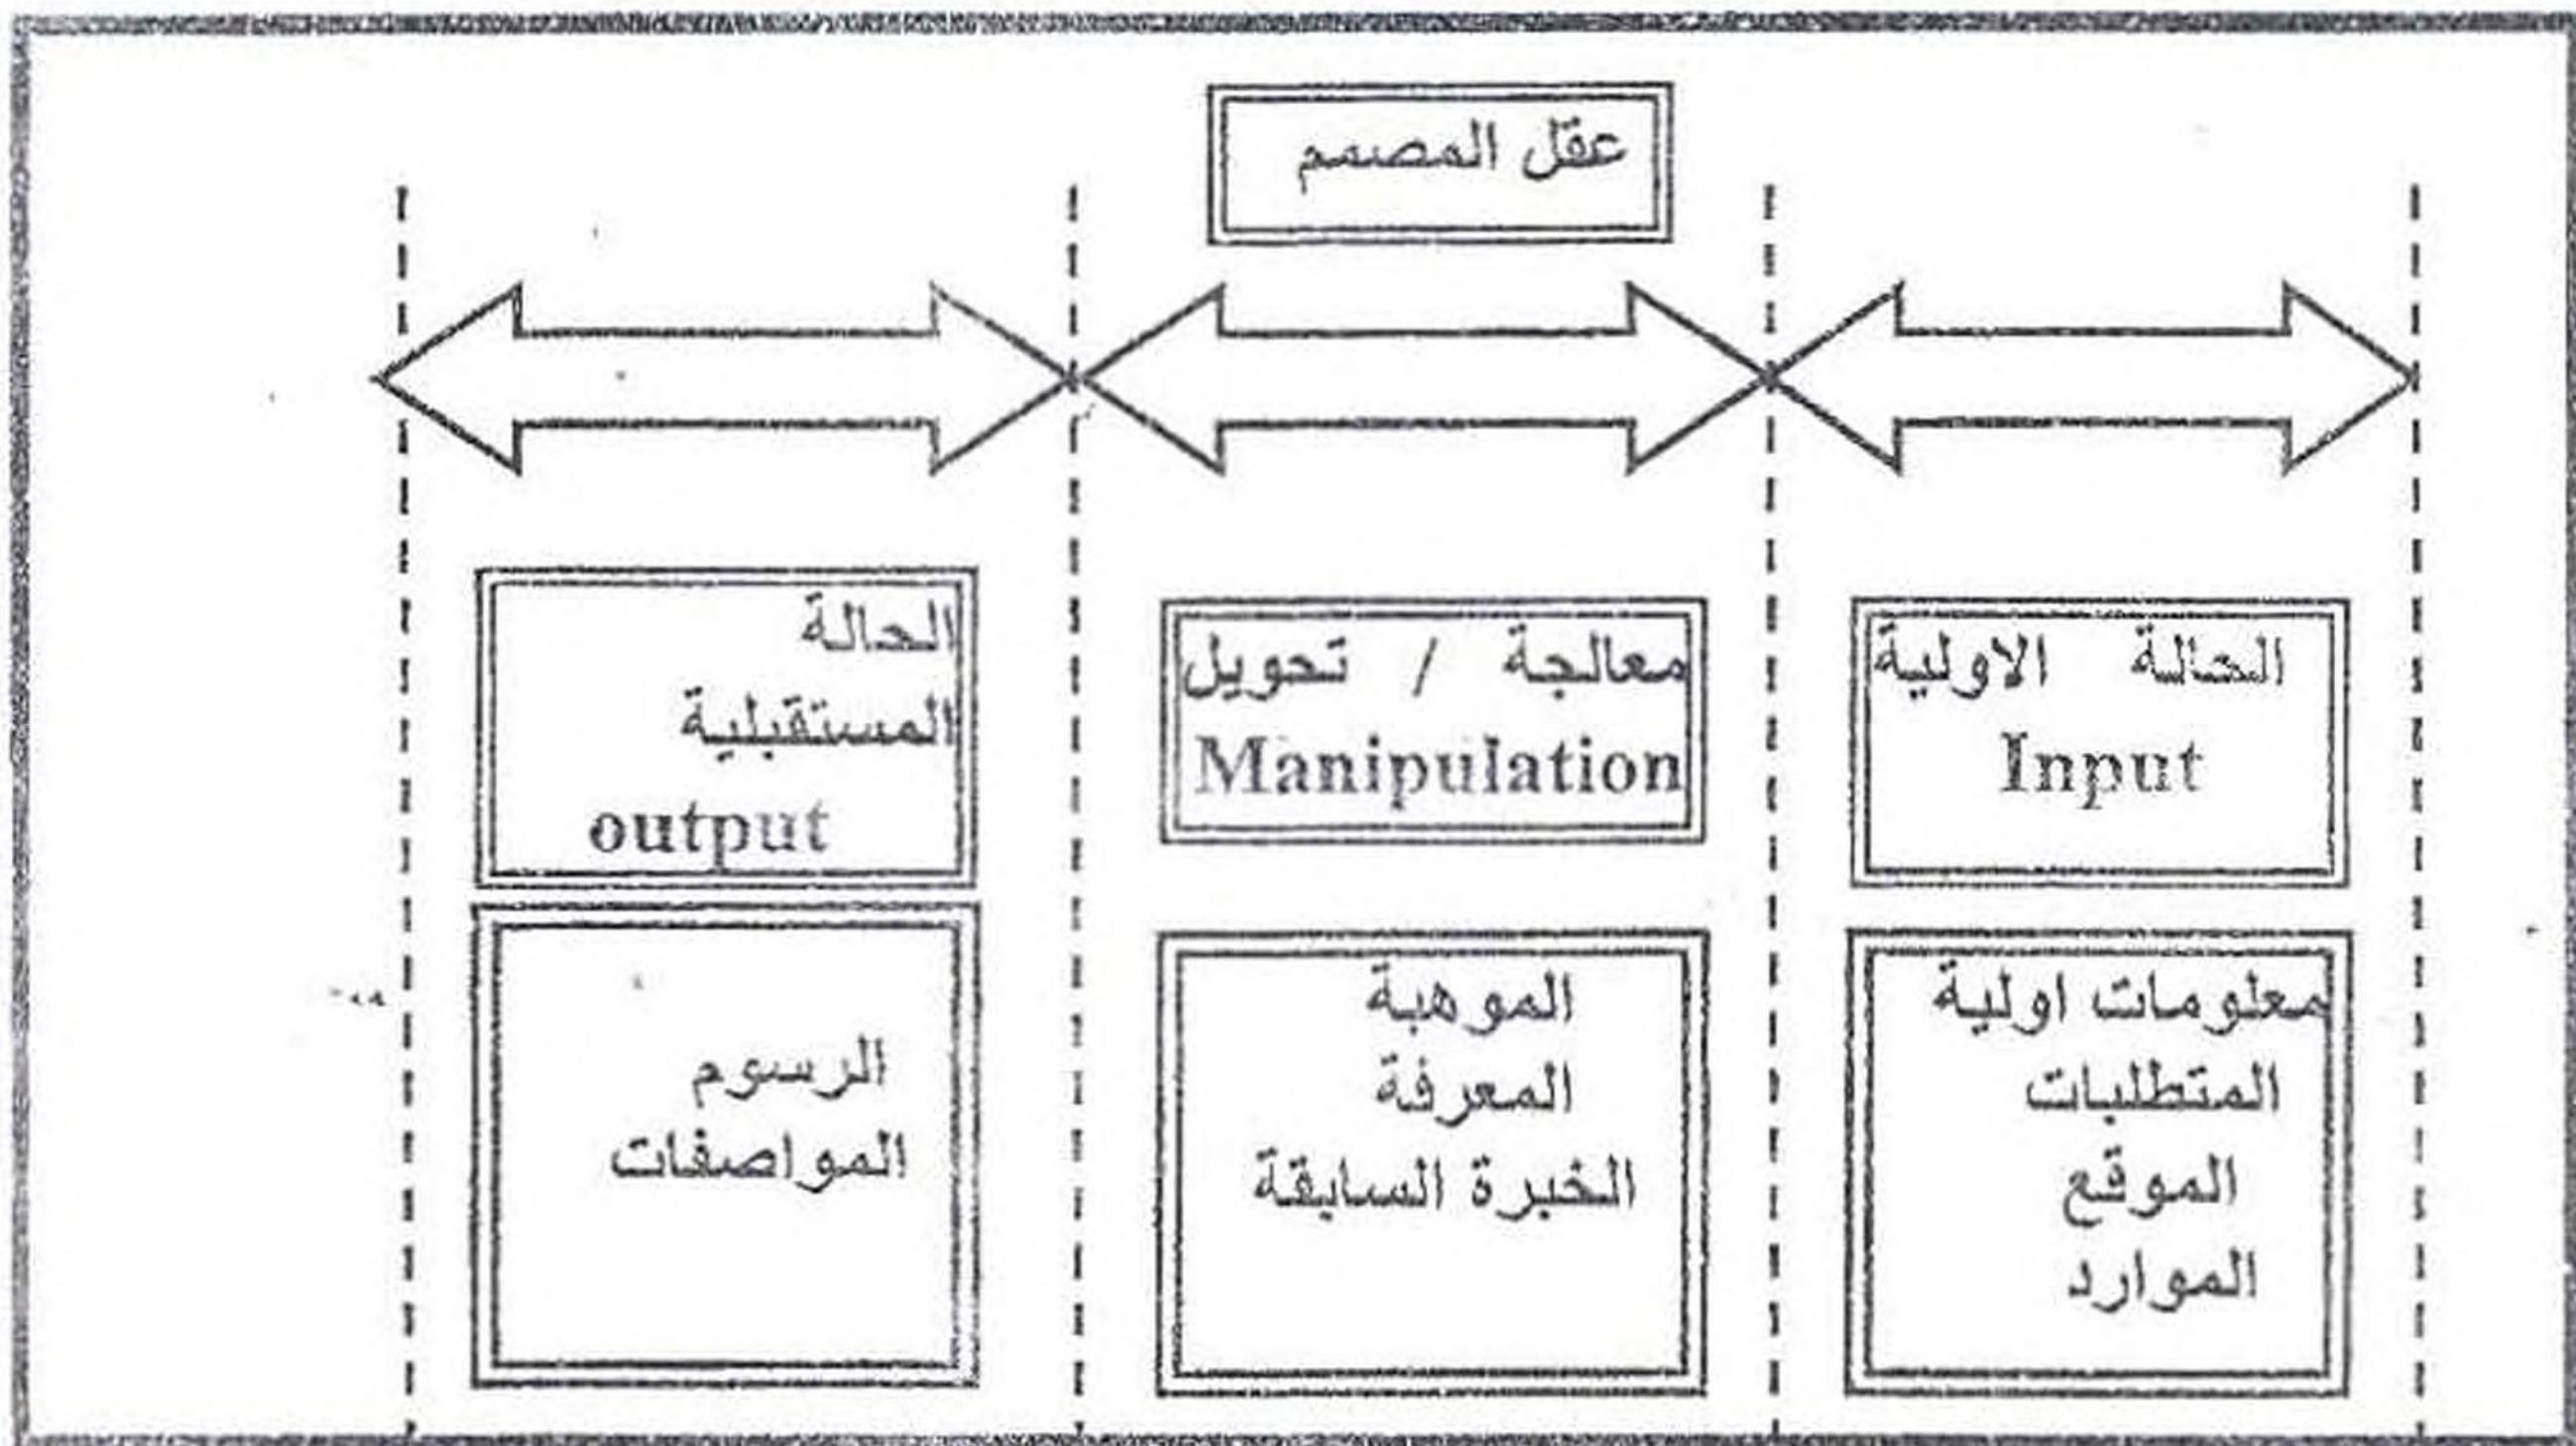 عقل المصمم
الحالة الاولية
Input
معلومات اولية
المتطلبات
الموقع
الموارد
معالجة / تحويل
Manipulation
الموهبة
المعرفة
الخبرة السابقة
الحالة
المستقبلية
output
الرسوم
المواصفات